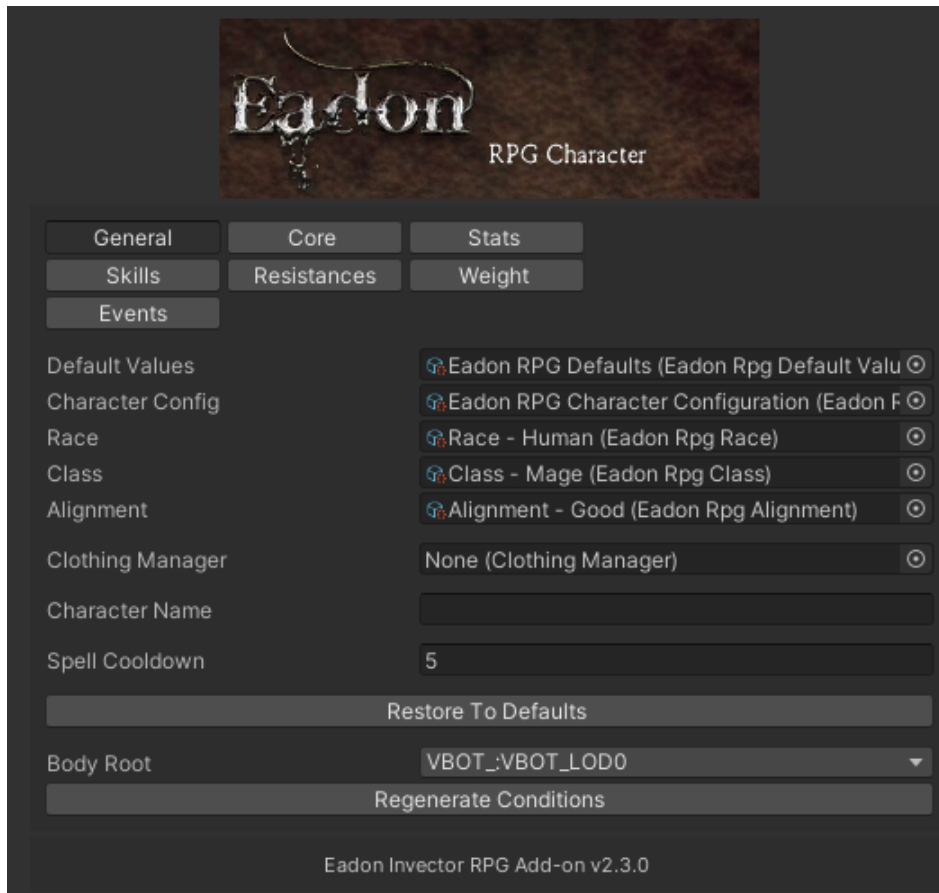 Eadon
RPG Character
General Core Stats
Skills Resistances Weight
Events
Default Values Eadon RPG Defaults (Eadon Rpg Default Valu
Character Config Eadon RPG Character Configuration (Eadon R
Race Race - Human (Eadon Rpg Race)
Class Class - Mage (Eadon Rpg Class)
Alignment Alignment - Good (Eadon Rpg Alignment)
Clothing Manager None (Clothing Manager)
Character Name
Spell Cooldown 5
Restore To Defaults
Body Root VBOT_:VBOT_LOD0
Regenerate Conditions
Eadon Invector RPG Add-on v2.3.0